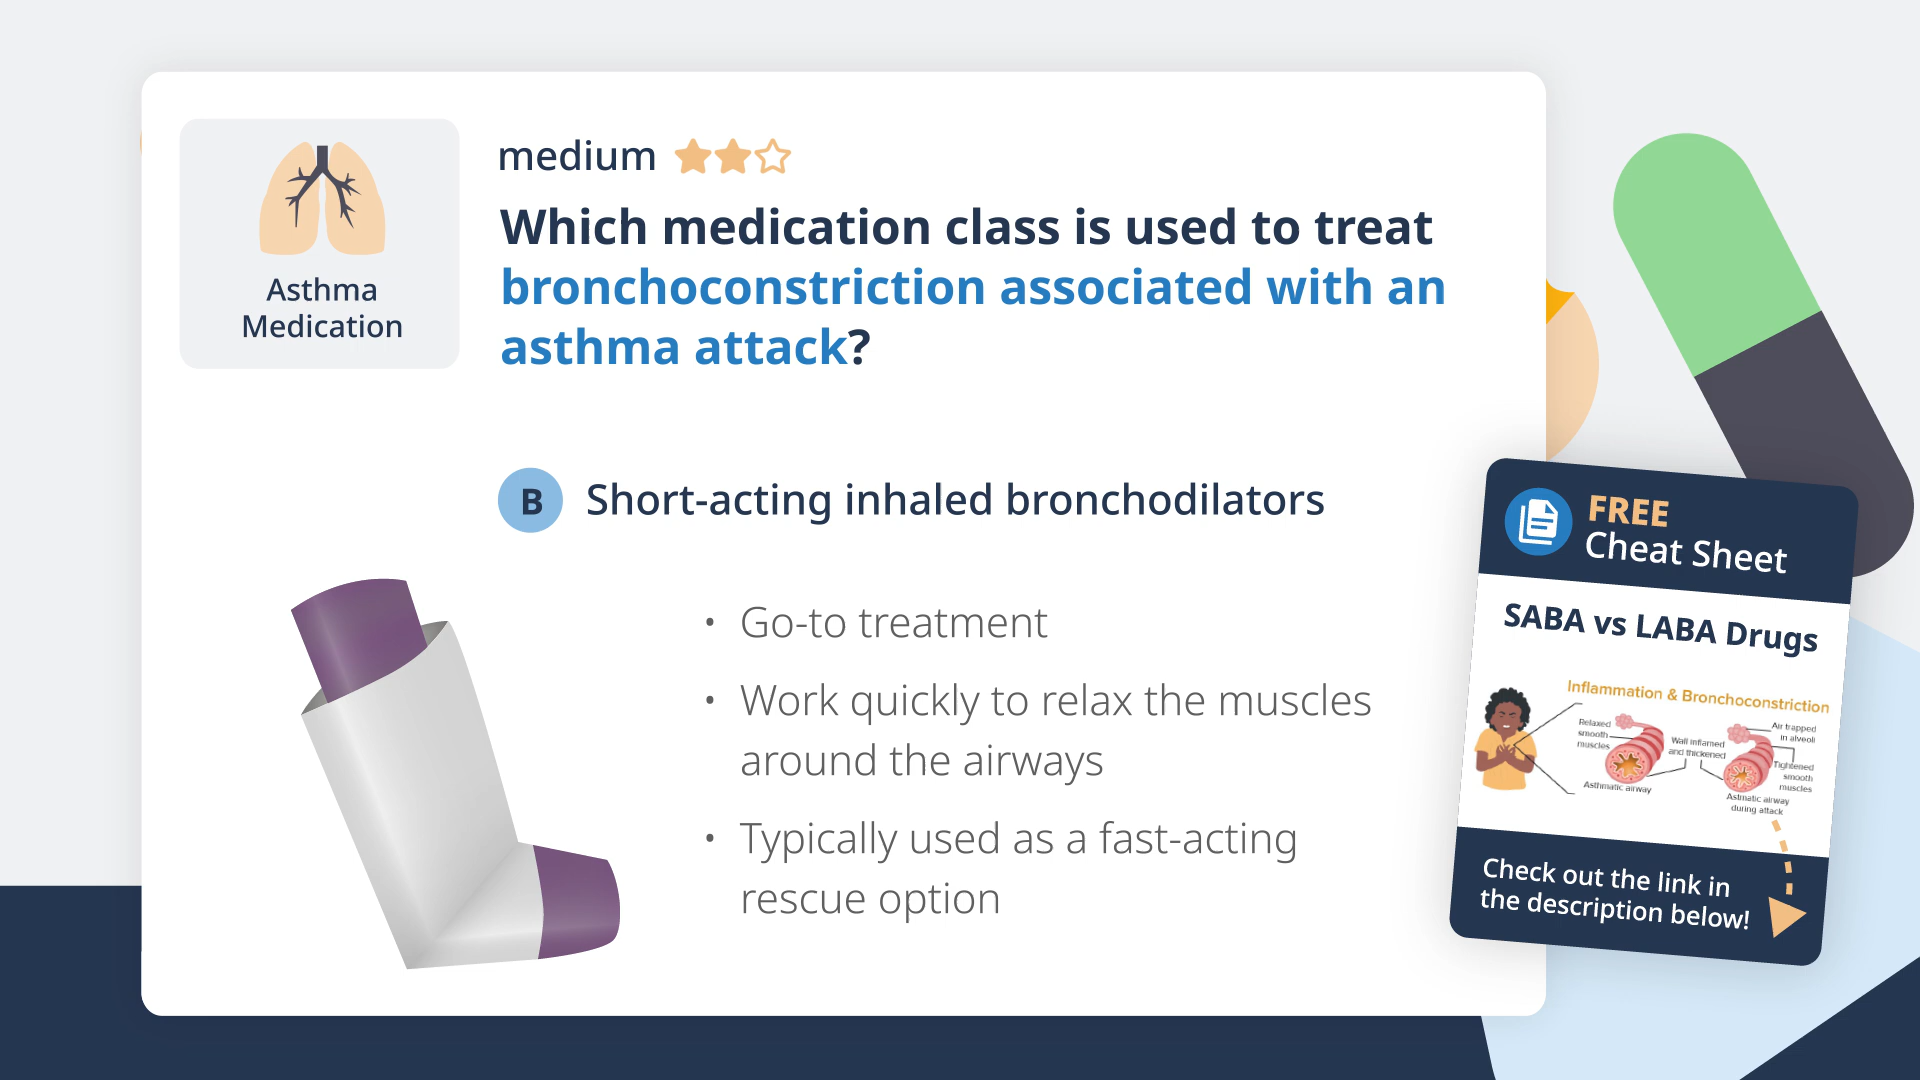 Asthma
Medication
medium
Which medication class is used to treat
bronchoconstriction associated with an
asthma attack?
B
Short-acting inhaled bronchodilators
• Go-to treatment
• Work quickly to relax the muscles
around the airways
• Typically used as a fast-acting
rescue option
FREE
Cheat Sheet
SABA vs LABA Drugs
Inflammation & Bronchoconstriction
Relaxed
smooth
muscles
Asthmatic airway
Wall inflamed
and thickened
Air trapped
in alveoli
Tightened
smooth
muscles
Astmatic airway
during attack
Check out the link in
the description below!